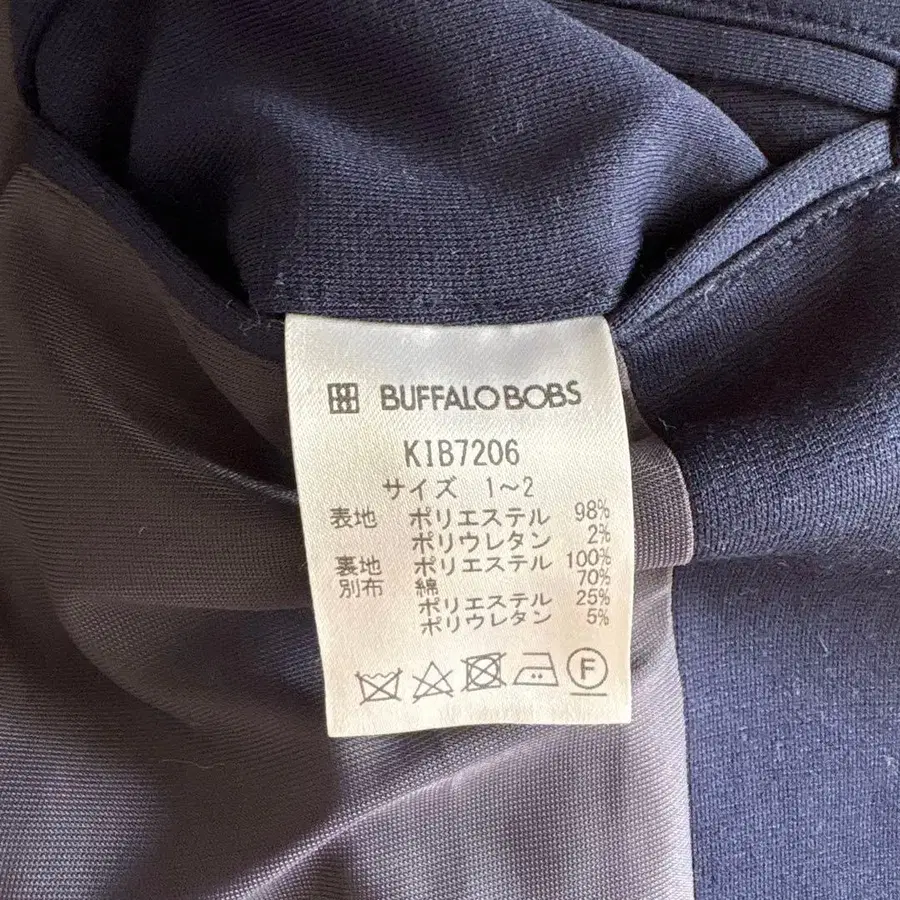 BUFFALO BOBS
KIB7206
サイズ 1～2
表地 ポリエステル 98%
ポリウレタン 2%
裏地 ポリエステル 100%
別布 綿 70%
ポリエステル 25%
ポリウレタン 5%
F